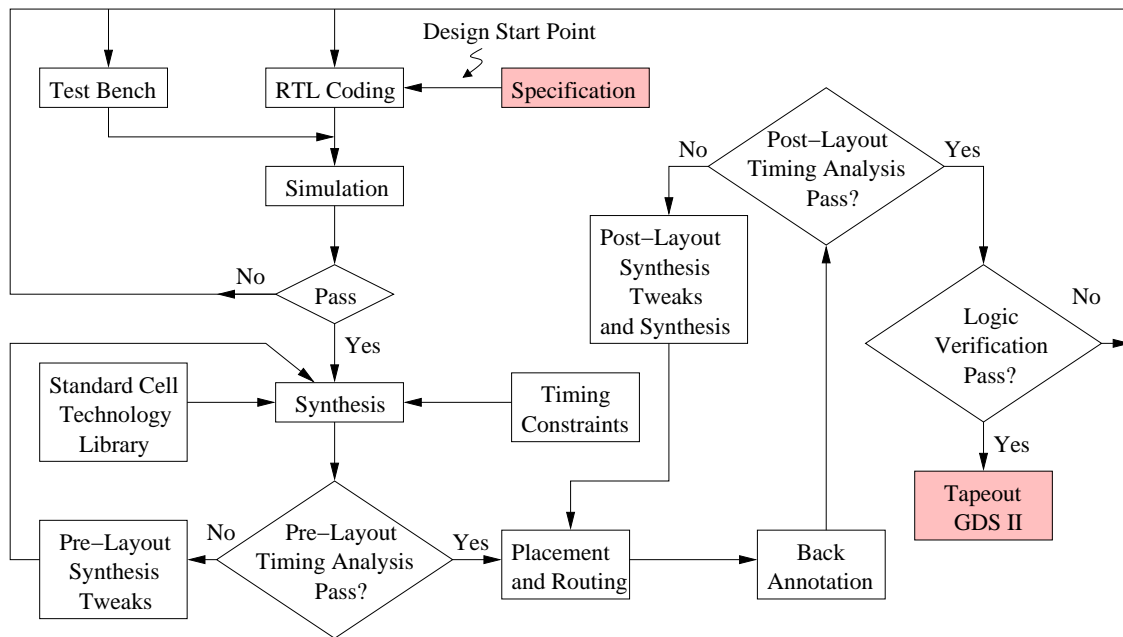 Design Start Point
Test Bench
RTL Coding
Specification
Simulation
No
Pass
Yes
Standard Cell
Technology
Library
Synthesis
Timing
Constraints
Pre−Layout
Synthesis
Tweaks
No
Pre−Layout
Timing Analysis
Pass?
Yes
Placement
and Routing
Back
Annotation
Post−Layout
Synthesis
Tweaks
and Synthesis
No
Post−Layout
Timing Analysis
Pass?
Yes
Logic
Verification
Pass?
No
Yes
Tapeout
GDS II